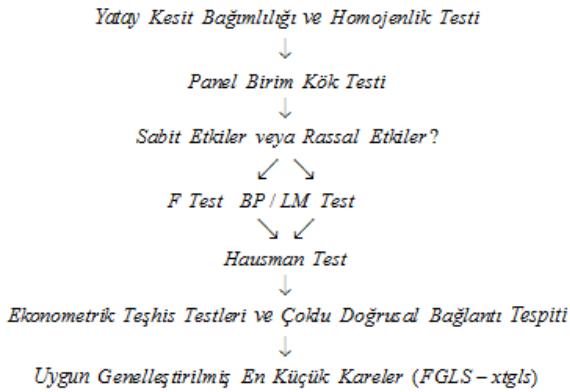 Yatay Kesit Bağımlılığı ve Homojenlik Testi
↓
Panel Birim Kök Testi
↓
Sabit Etkiler veya Rassal Etkiler?
↙ ↘
F Test BP / LM Test
↘ ↙
Hausman Test
↓
Ekonometrik Teşhis Testleri ve Çoklu Doğrusal Bağlantı Tespiti
↓
Uygun Genelleştirilmiş En Küçük Kareler (FGLS – xtgls)